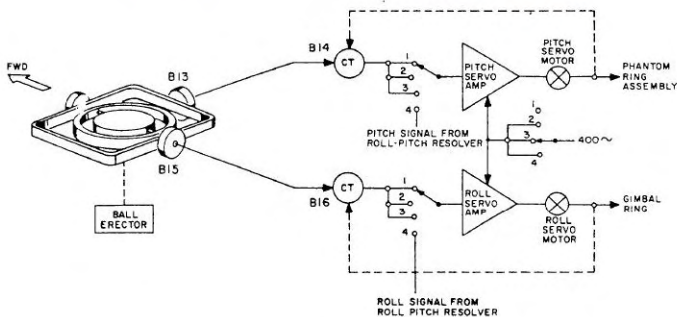 FWD
B13
B15
BALL
ERECTOR
B14
CT
1
2
3
4
PITCH
SERVO
AMP
PITCH
SERVO
MOTOR
PHANTOM
RING
ASSEMBLY
PITCH SIGNAL FROM
ROLL-PITCH RESOLVER
1
2
3
4
400~
B16
CT
1
2
3
4
ROLL
SERVO
AMP
ROLL
SERVO
MOTOR
GIMBAL
RING
ROLL SIGNAL FROM
ROLL PITCH RESOLVER